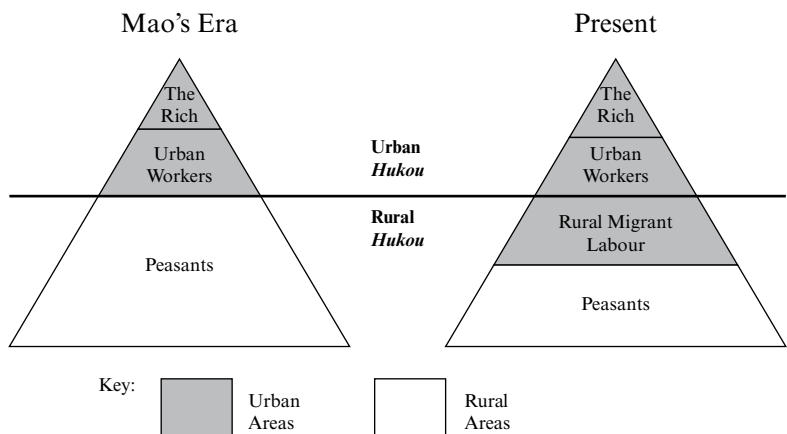 Mao's Era
The
Rich
Urban
Workers
Peasants
Urban
Hukou
Rural
Hukou
Present
The
Rich
Urban
Workers
Rural Migrant
Labour
Peasants
Key:
Urban
Areas
Rural
Areas